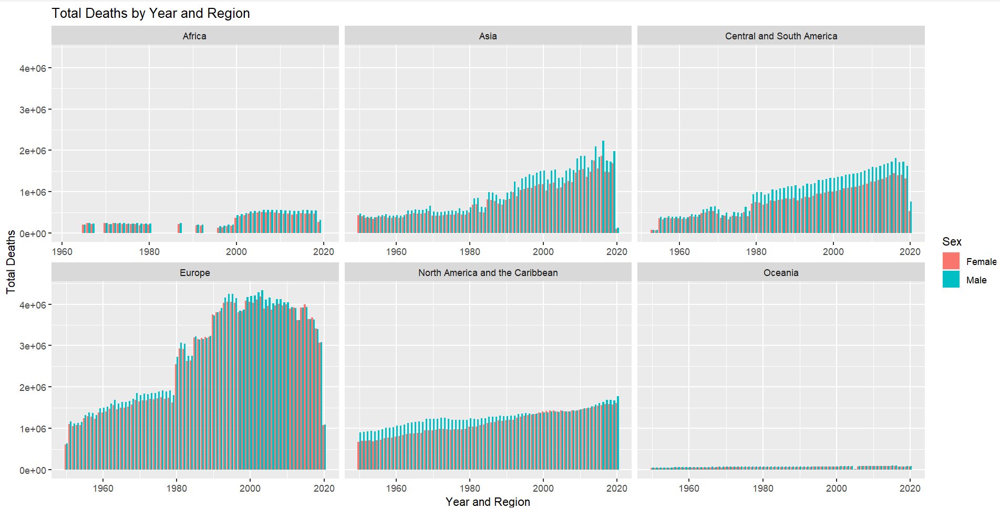 Total Deaths by Year and Region
Africa
Asia
Central and South America
4e+06
3e+06
2e+06
1e+06
0e+00
1960
1980
2000
2020
1960
1980
2000
2020
1960
1980
2000
2020
Europe
North America and the Caribbean
Oceania
4e+06
3e+06
2e+06
1e+06
0e+00
1960
1980
2000
2020
1960
1980
2000
2020
1960
1980
2000
2020
Total Deaths
Year and Region
Sex
Female
Male